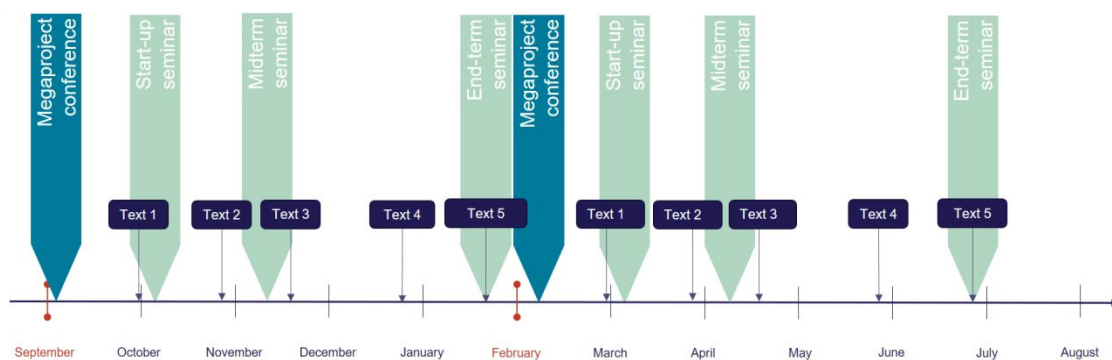 Megaproject
conference
Start-up
seminar
Midterm
seminar
End-term
seminar
Megaproject
conference
Start-up
seminar
Midterm
seminar
End-term
seminar
Text 1
Text 2
Text 3
Text 4
Text 5
Text 1
Text 2
Text 3
Text 4
Text 5
September
October
November
December
January
February
March
April
May
June
July
August